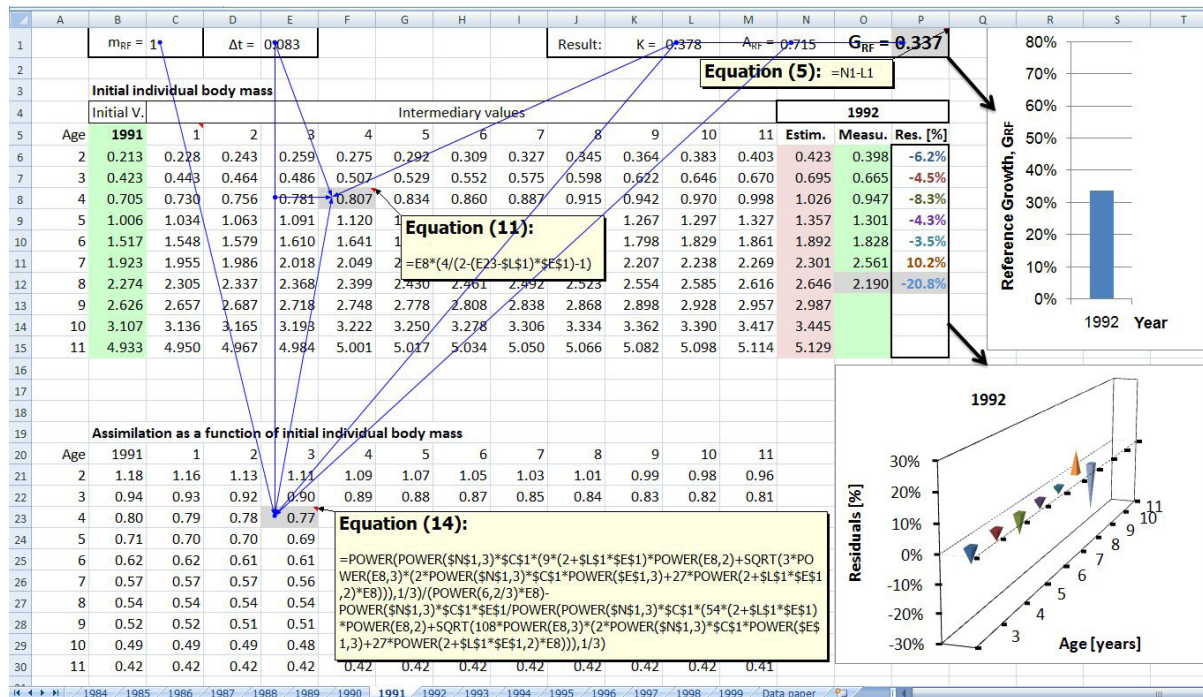 A B C D E F G H I J K L M N O P Q R S T
1 mRF = 1 Δt = 0.083 Result: K = 0.378 ARF = 0.715 GRF = 0.337
2 Equation (5): =N1-L1
3 Initial individual body mass
4 Initial V. Intermediary values 1992
5 Age 1991 1 2 3 4 5 6 7 8 9 10 11 Estim. Measu. Res. [%]
6 2 0.213 0.228 0.243 0.259 0.275 0.292 0.309 0.327 0.345 0.364 0.383 0.403 0.423 0.398 -6.2%
7 3 0.423 0.443 0.464 0.486 0.507 0.529 0.552 0.575 0.598 0.622 0.646 0.670 0.695 0.665 -4.5%
8 4 0.705 0.730 0.756 0.781 0.807 0.834 0.860 0.887 0.915 0.942 0.970 0.998 1.026 0.947 -8.3%
9 5 1.006 1.034 1.063 1.091 1.120 1 1.267 1.297 1.327 1.357 1.301 -4.3%
10 6 1.517 1.548 1.579 1.610 1.641 1 1.798 1.829 1.861 1.892 1.828 -3.5%
11 7 1.923 1.955 1.986 2.018 2.049 2 2.207 2.238 2.269 2.301 2.561 10.2%
Equation (11):
=E8*(4/(2-(E23-$L$1)*$E$1)-1)
12 8 2.274 2.305 2.337 2.368 2.399 2.430 2.461 2.492 2.523 2.554 2.585 2.616 2.646 2.190 -20.8%
13 9 2.626 2.657 2.687 2.718 2.748 2.778 2.808 2.838 2.868 2.898 2.928 2.957 2.987
14 10 3.107 3.136 3.165 3.193 3.222 3.250 3.278 3.306 3.334 3.362 3.390 3.417 3.445
15 11 4.933 4.950 4.967 4.984 5.001 5.017 5.034 5.050 5.066 5.082 5.098 5.114 5.129
16
17
18
19 Assimilation as a function of initial individual body mass
20 Age 1991 1 2 3 4 5 6 7 8 9 10 11
21 2 1.18 1.16 1.13 1.11 1.09 1.07 1.05 1.03 1.01 0.99 0.98 0.96
22 3 0.94 0.93 0.92 0.90 0.89 0.88 0.87 0.85 0.84 0.83 0.82 0.81
23 4 0.80 0.79 0.78 0.77
24 5 0.71 0.70 0.70 0.69
25 6 0.62 0.62 0.61 0.61
26 7 0.57 0.57 0.57 0.56
27 8 0.54 0.54 0.54 0.54
28 9 0.52 0.52 0.51 0.51
29 10 0.49 0.49 0.49 0.48
30 11 0.42 0.42 0.42 0.42 0.42 0.42 0.42 0.42 0.42 0.42 0.42 0.41
Equation (14):
=POWER(POWER($N$1,3)*$C$1*(9*(2+$L$1*$E$1)*POWER(E8,2)+SQRT(3*PO
WER(E8,3)*(2*POWER($N$1,3)*$C$1*POWER($E$1,3)+27*POWER(2+$L$1*$E$1
,2)*E8))),1/3)/(POWER(6,2/3)*E8)-
POWER($N$1,3)*$C$1*$E$1/POWER(POWER($N$1,3)*$C$1*(54*(2+$L$1*$E$1)
*POWER(E8,2)+SQRT(108*POWER(E8,3)*(2*POWER($N$1,3)*$C$1*POWER($E$
1,3)+27*POWER(2+$L$1*$E$1,2)*E8))),1/3)
Reference Growth, GRF
80%
70%
60%
50%
40%
30%
20%
10%
0%
1992 Year
1992
Residuals [%]
30%
20%
10%
0%
-10%
-20%
-30%
3
4
5
6
7
8
9
10
11
Age [years]
1984 1985 1986 1987 1988 1989 1990 1991 1992 1993 1994 1995 1996 1997 1998 1999 Data paper